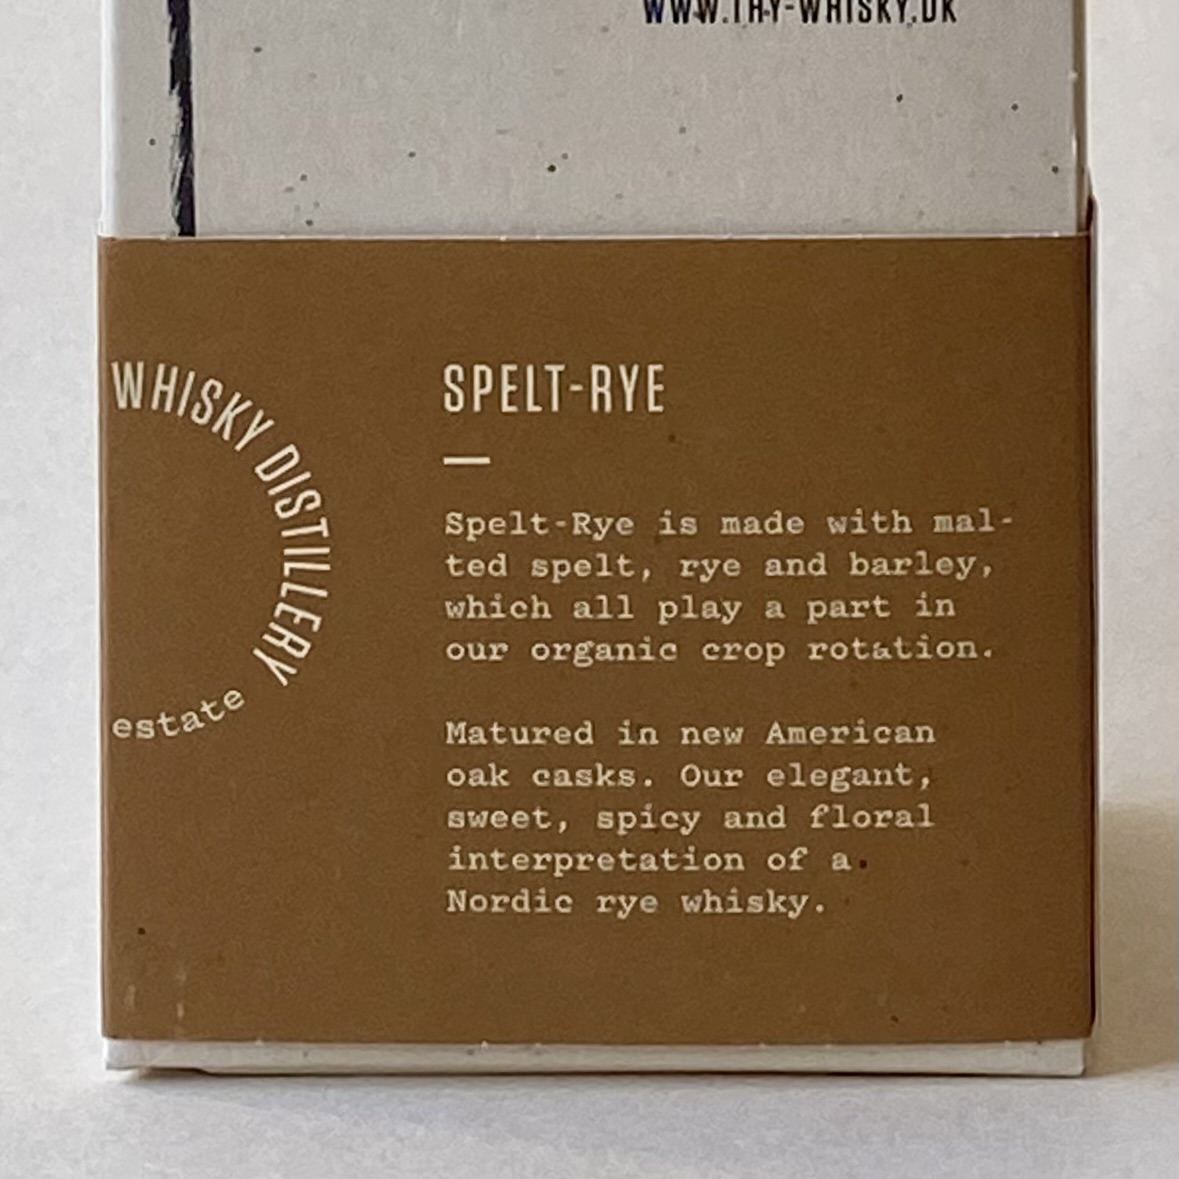 WWW.THY-WHISKY.DK
WHISKY DISTILLERY
estate
SPELT-RYE
Spelt-Rye is made with mal-
ted spelt, rye and barley,
which all play a part in
our organic crop rotation.
Matured in new American
oak casks. Our elegant,
sweet, spicy and floral
interpretation of a
Nordic rye whisky.